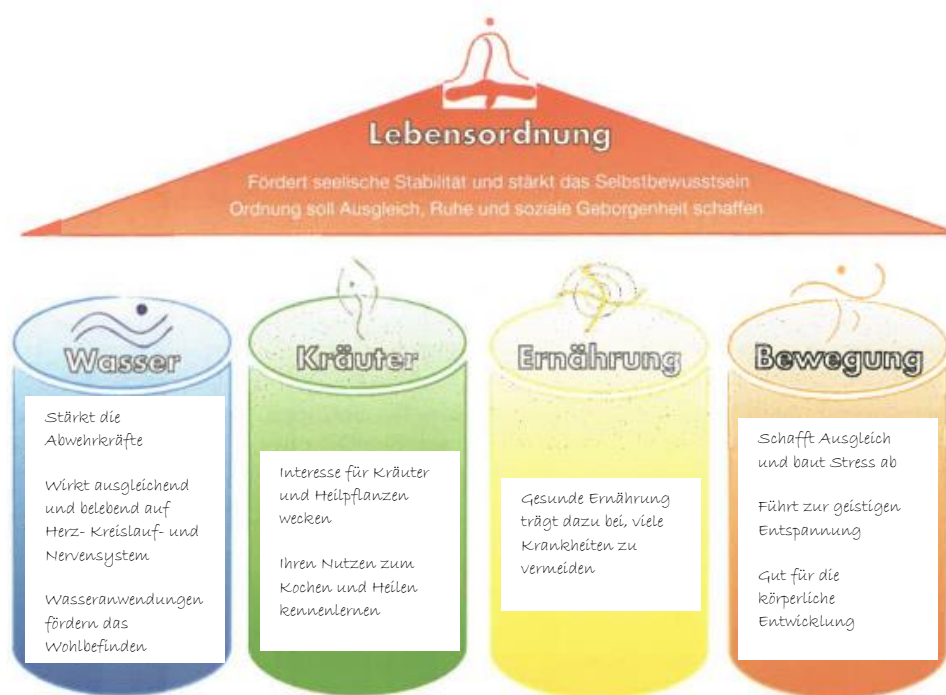 Lebensordnung
Fördert seelische Stabilität und stärkt das Selbstbewusstsein
Ordnung soll Ausgleich, Ruhe und soziale Geborgenheit schaffen
Wasser
Stärkt die
Abwehrkräfte
Wirkt ausgleichend
und belebend auf
Herz- Kreislauf- und
Nervensystem
Wasseranwendungen
fördern das
Wohlbefinden
Kräuter
Interesse für Kräuter
und Heilpflanzen
wecken
Ihren Nutzen zum
Kochen und Heilen
kennenlernen
Ernährung
Gesunde Ernährung
trägt dazu bei, viele
Krankheiten zu
vermeiden
Bewegung
Schafft Ausgleich
und baut Stress ab
Führt zur geistigen
Entspannung
Gut für die
körperliche
Entwicklung